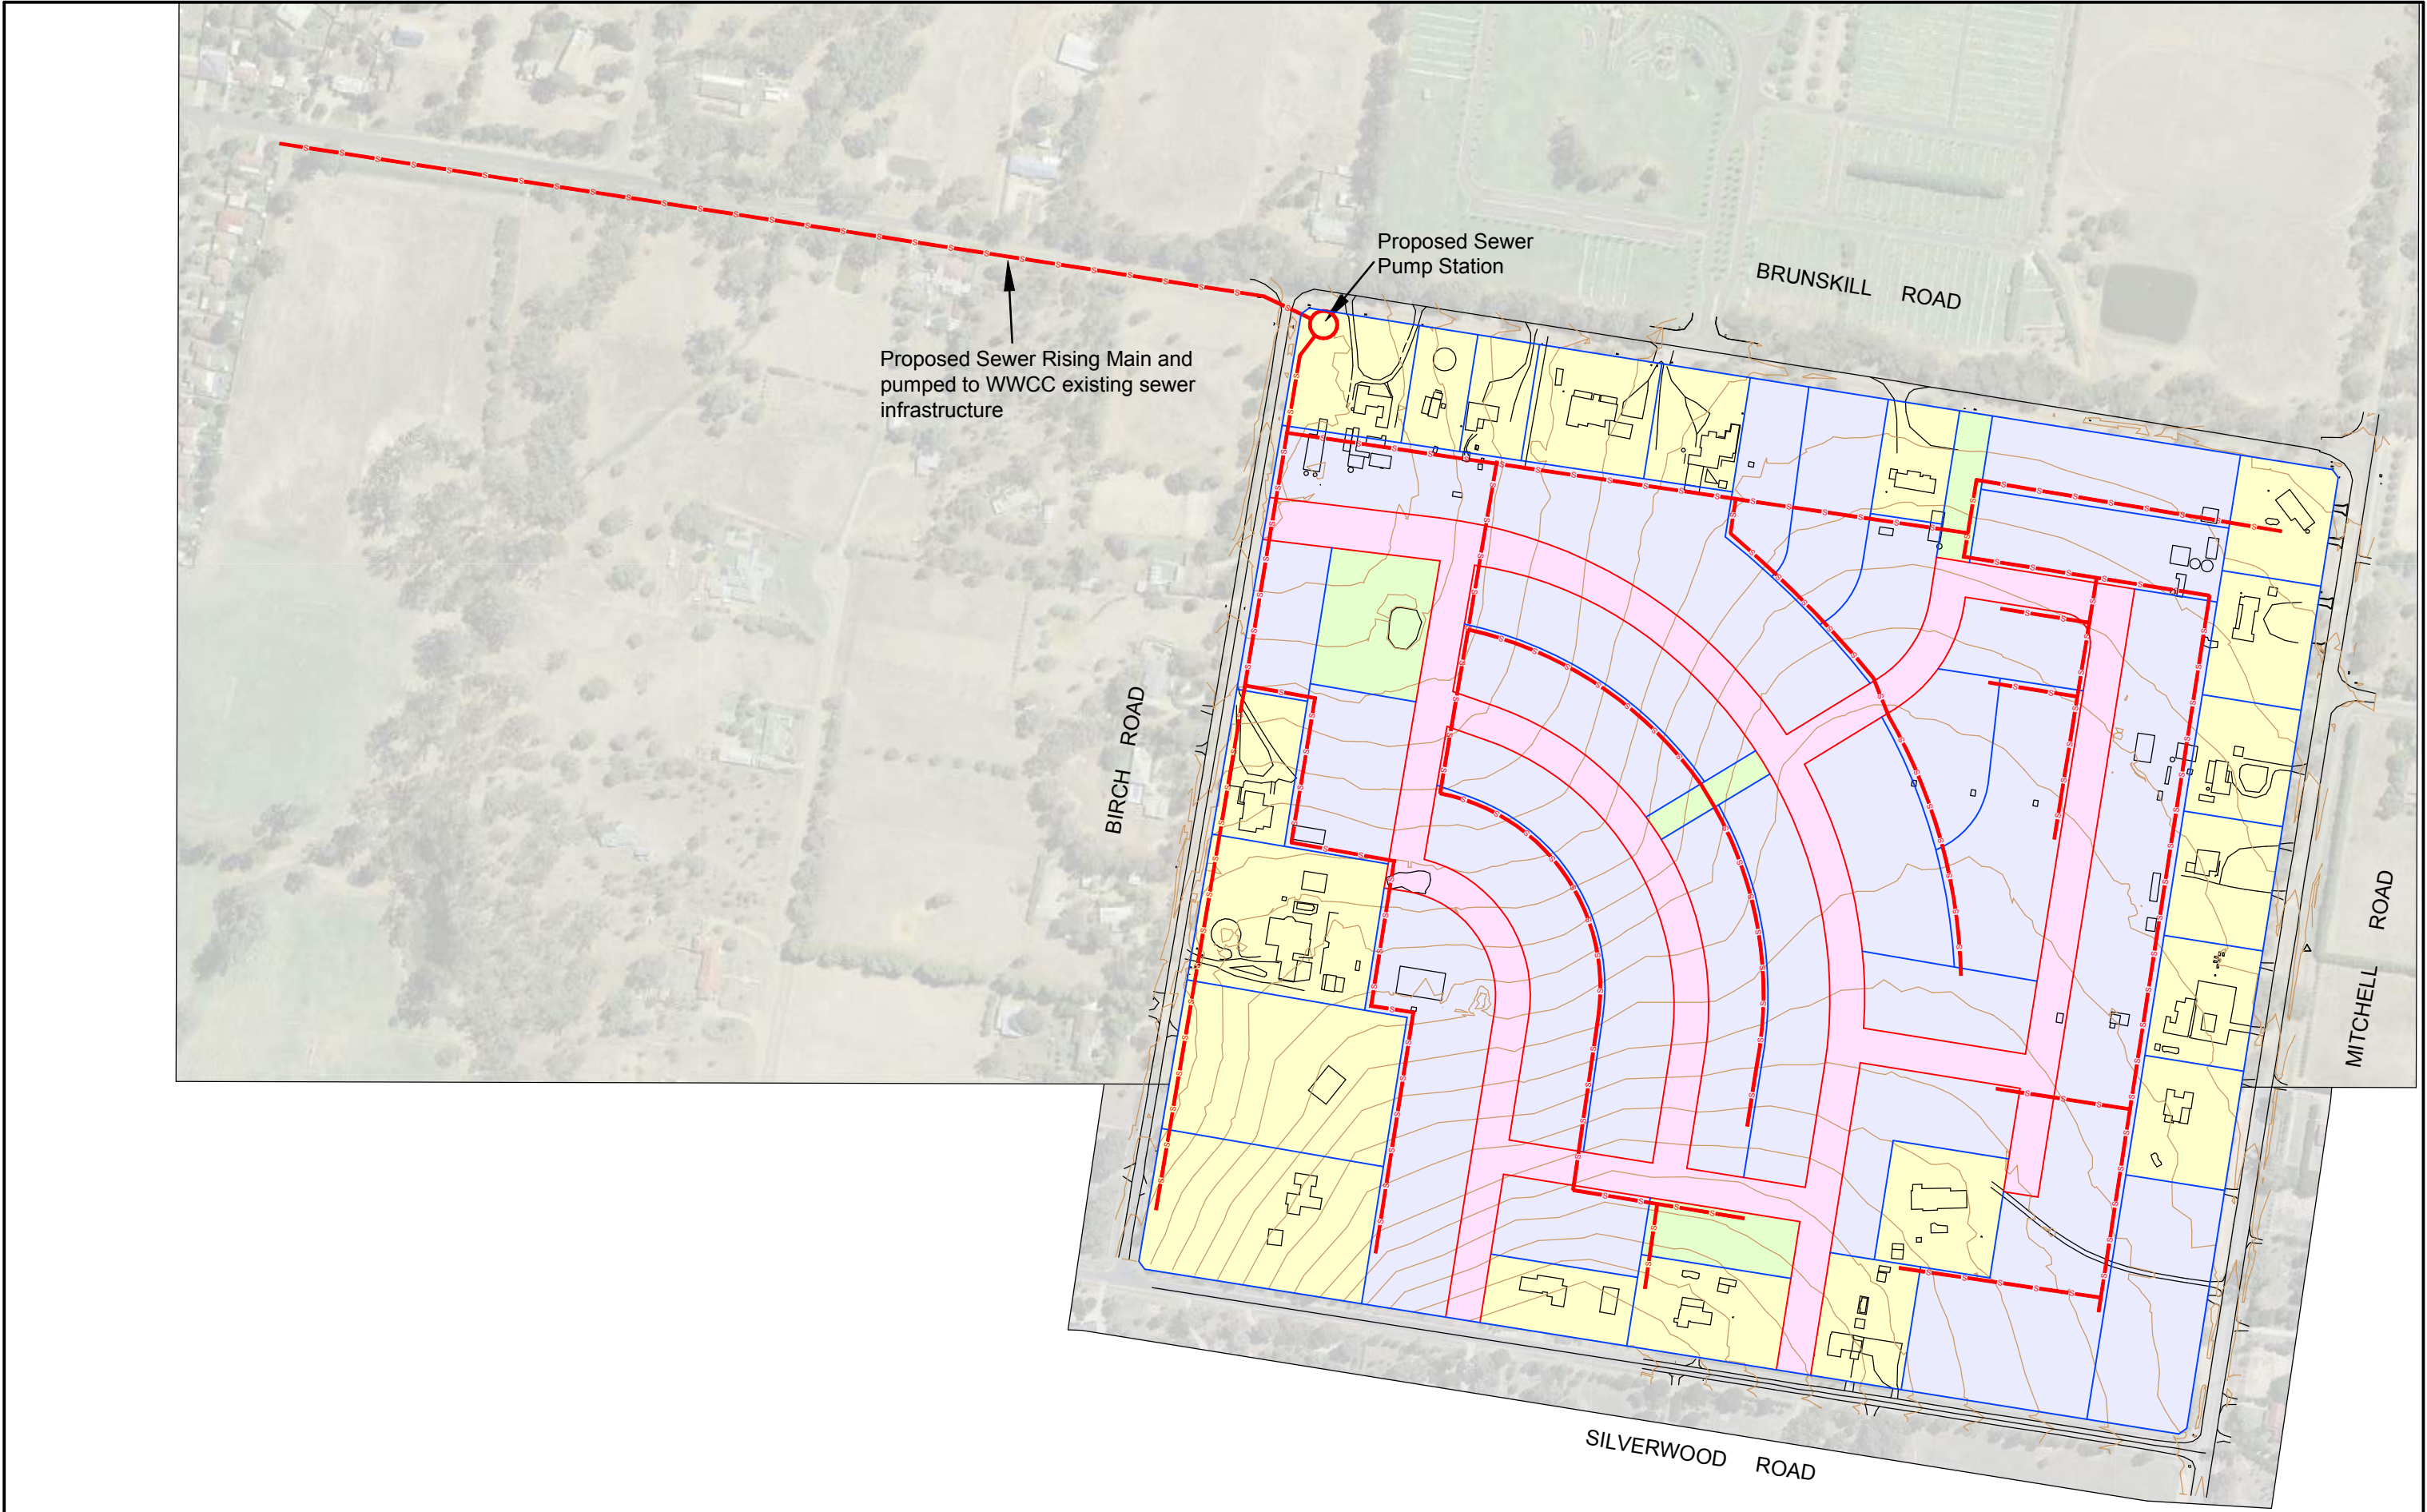 Proposed Sewer
Pump Station
BRUNSKILL ROAD
Proposed Sewer Rising Main and
pumped to WWCC existing sewer
infrastructure
BIRCH ROAD
MITCHELL ROAD
SILVERWOOD ROAD